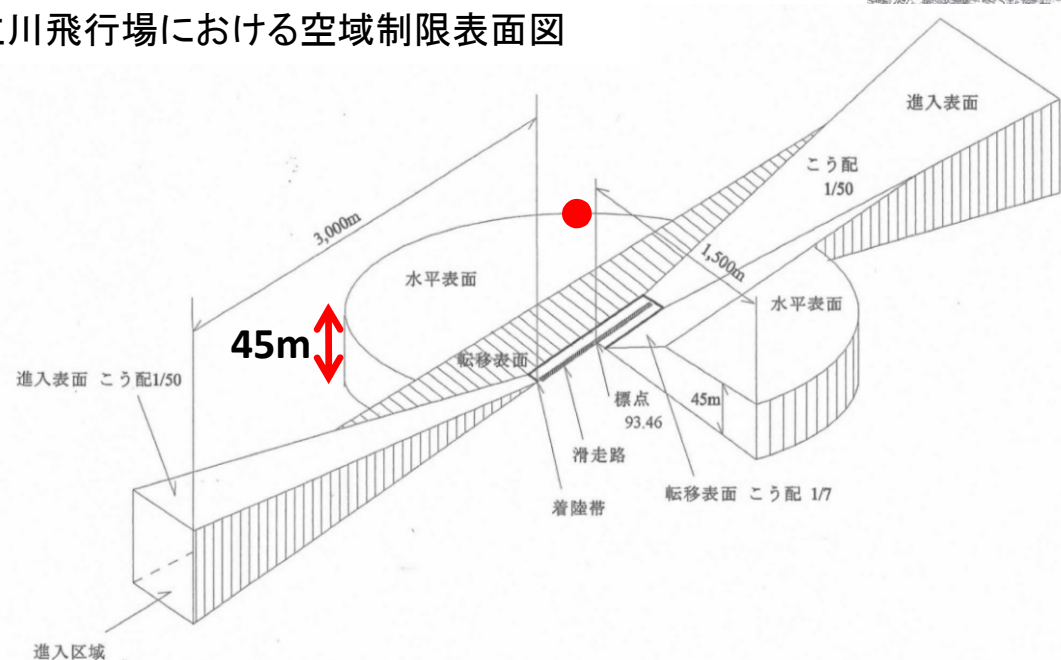 川飛行場における空域制限表面図
進入表面
こう配
1/50
3,000m
1,500m
水平表面
水平表面
45m
転移表面
進入表面 こう配1/50
標点
93.46
45m
滑走路
転移表面 こう配 1/7
着陸帯
進入区域